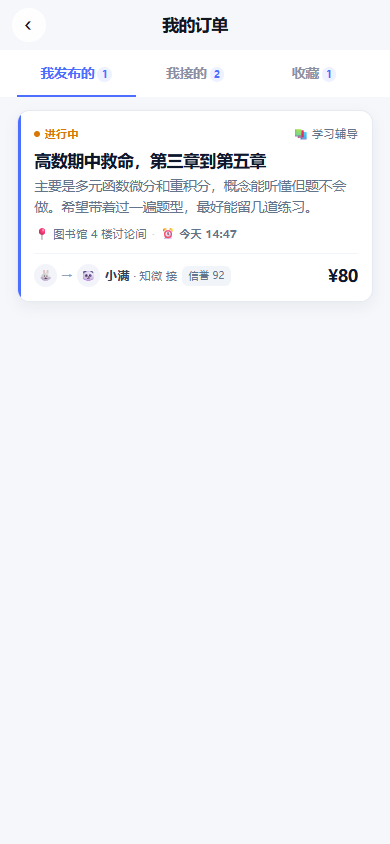 我的订单
我发布的 1 我接的 2 收藏 1
进行中 学习辅导
高数期中救命，第三章到第五章
主要是多元函数微分和重积分，概念能听懂但题不会
做。希望带着过一遍题型，最好能留几道练习。
图书馆 4 楼讨论间 · 今天 14:47
→ 小满 · 知微 接 信誉 92 ¥80